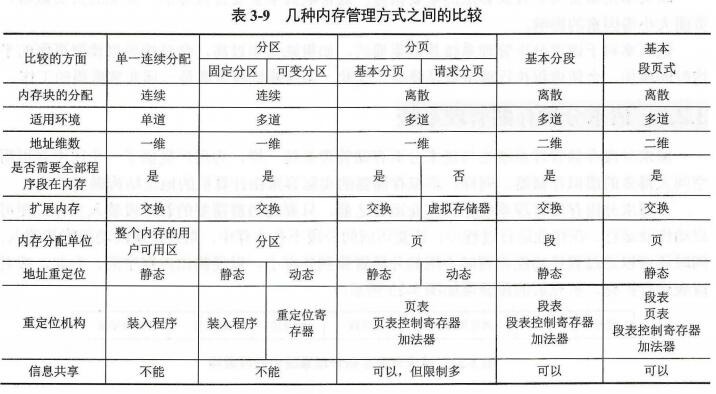 表 3-9 几种内存管理方式之间的比较
比较的方面 单一连续分配 分区 分页 基本分段 基本段页式
固定分区 可变分区 基本分页 请求分页
内存块的分配 连续 连续 离散 离散 离散
适用环境 单道 多道 多道 多道 多道
地址维数 一维 一维 一维 二维 二维
是否需要全部程序段在内存 是 是 是 否 是 是
扩展内存 交换 交换 交换 虚拟存储器 交换 交换
内存分配单位 整个内存的用户可用区 分区 页 段 页
地址重定位 静态 静态 动态 静态 动态 静态 静态
重定位机构 装入程序 装入程序 重定位寄存器 页表 页表控制寄存器 加法器 段表 段表控制寄存器 加法器 段表 页表 段表控制寄存器 加法器
信息共享 不能 不能 可以，但限制多 可以 可以